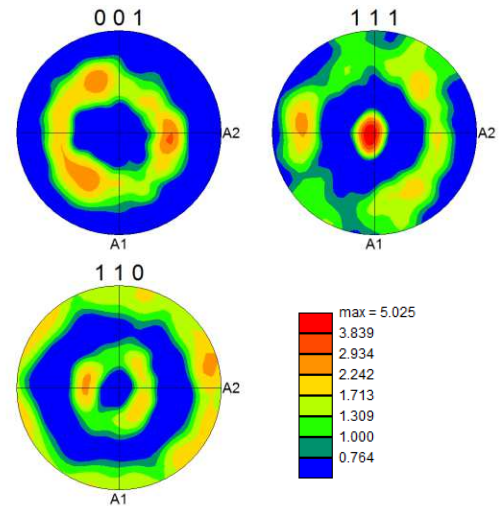 0 0 1
A2
A1
1 1 1
A2
A1
1 1 0
A2
A1
max = 5.025
3.839
2.934
2.242
1.713
1.309
1.000
0.764